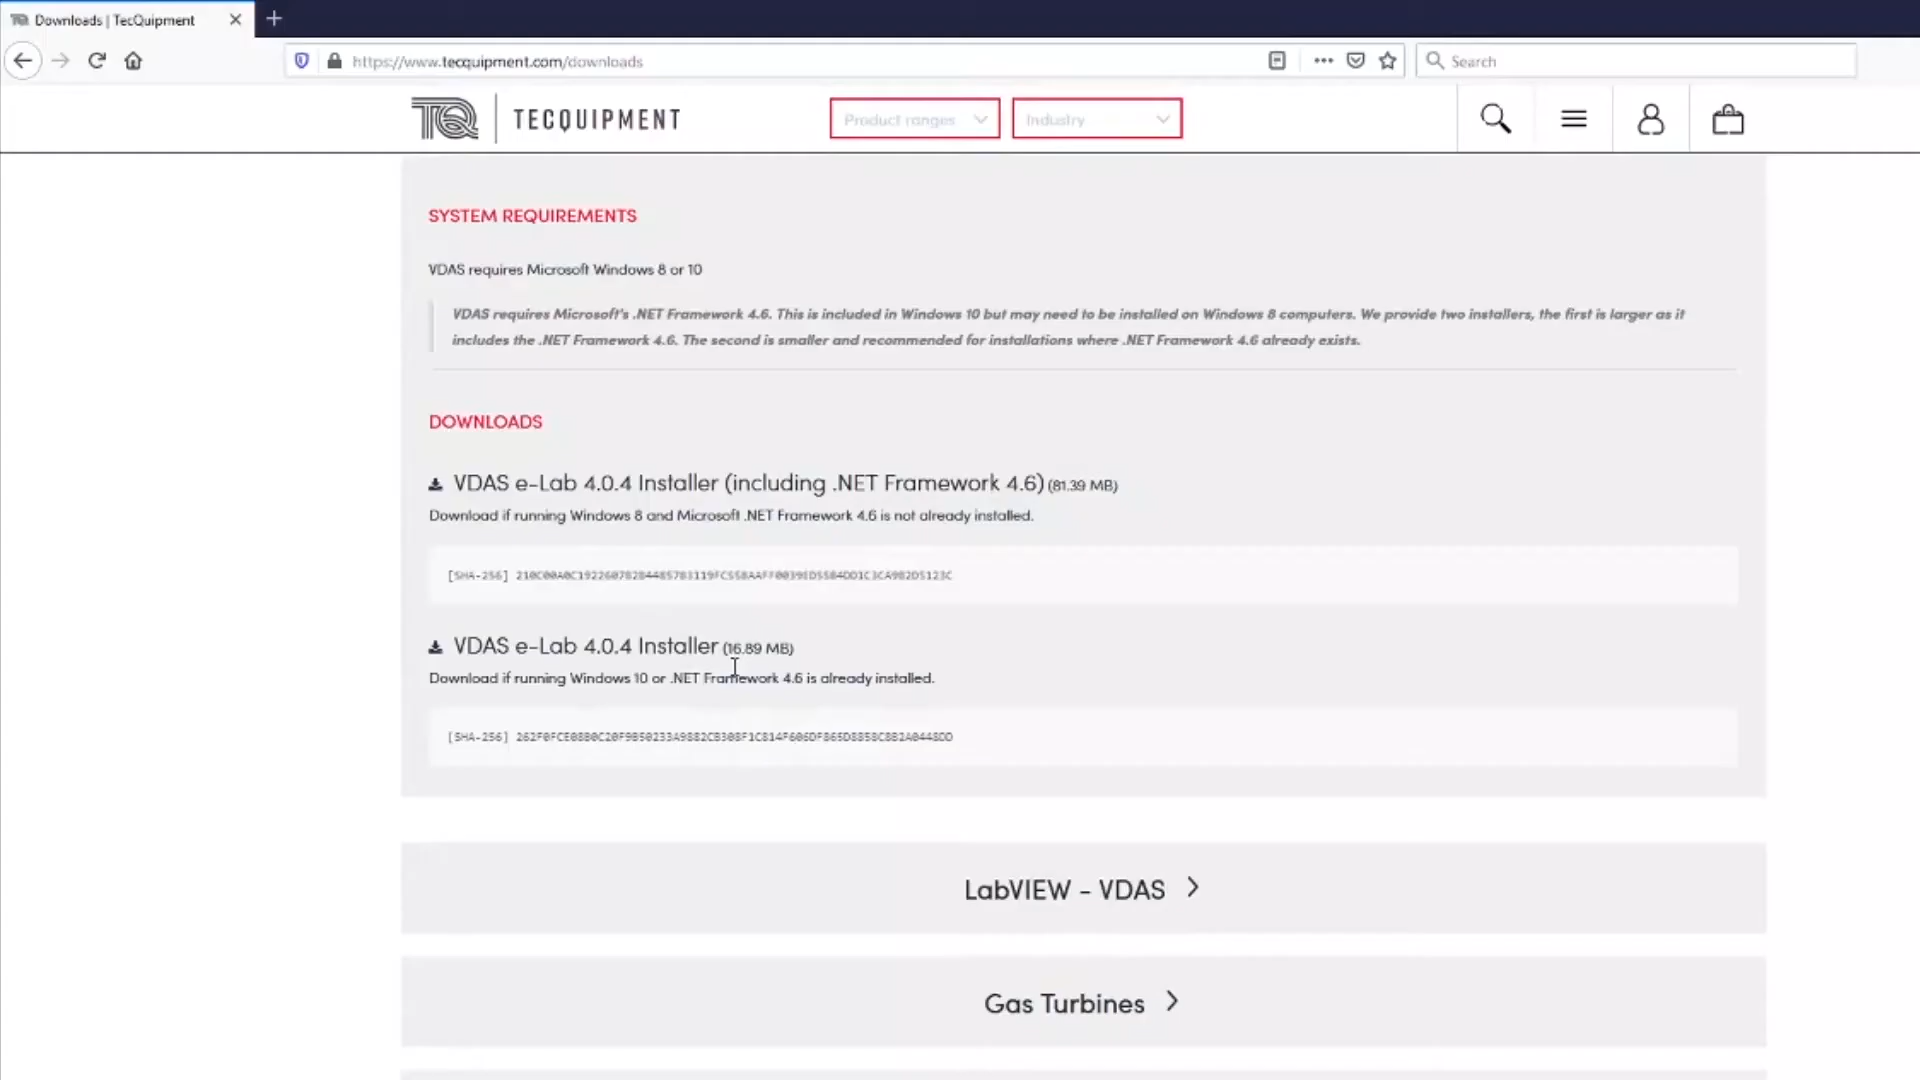 Downloads | TecQuipment
https://www.tecquipment.com/downloads
Search
TQ TECQUIPMENT
Product ranges
Industry
SYSTEM REQUIREMENTS
VDAS requires Microsoft Windows 8 or 10
VDAS requires Microsoft's .NET Framework 4.6. This is included in Windows 10 but may need to be installed on Windows 8 computers. We provide two installers, the first is larger as it
includes the .NET Framework 4.6. The second is smaller and recommended for installations where .NET Framework 4.6 already exists.
DOWNLOADS
VDAS e-Lab 4.0.4 Installer (including .NET Framework 4.6) (81.39 MB)
Download if running Windows 8 and Microsoft .NET Framework 4.6 is not already installed.
[SHA-256]
VDAS e-Lab 4.0.4 Installer (16.89 MB)
Download if running Windows 10 or .NET Framework 4.6 is already installed.
[SHA-256]
LabVIEW - VDAS
Gas Turbines